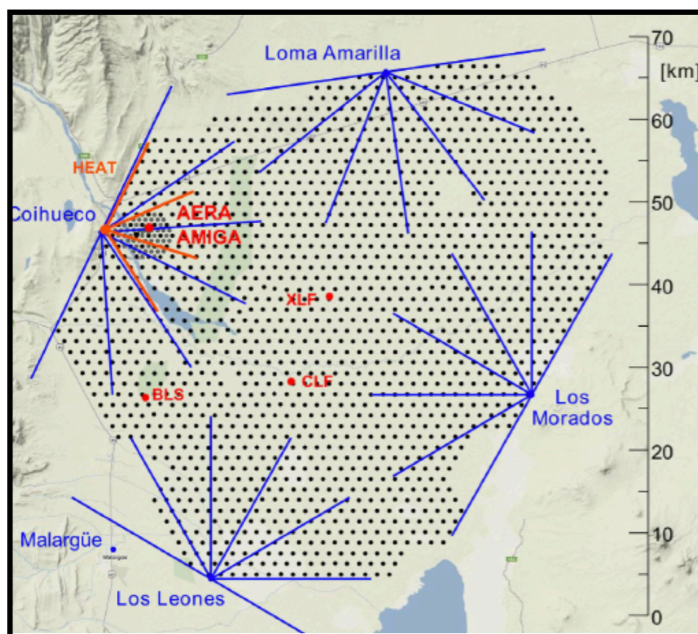 70
Loma Amarilla
[km]
60
HEAT
Coihueco
AERA
50
AMIGA
40
XLF
30
CLF
BLS
Los
Morados
20
10
Malargüe
Los Leones
0